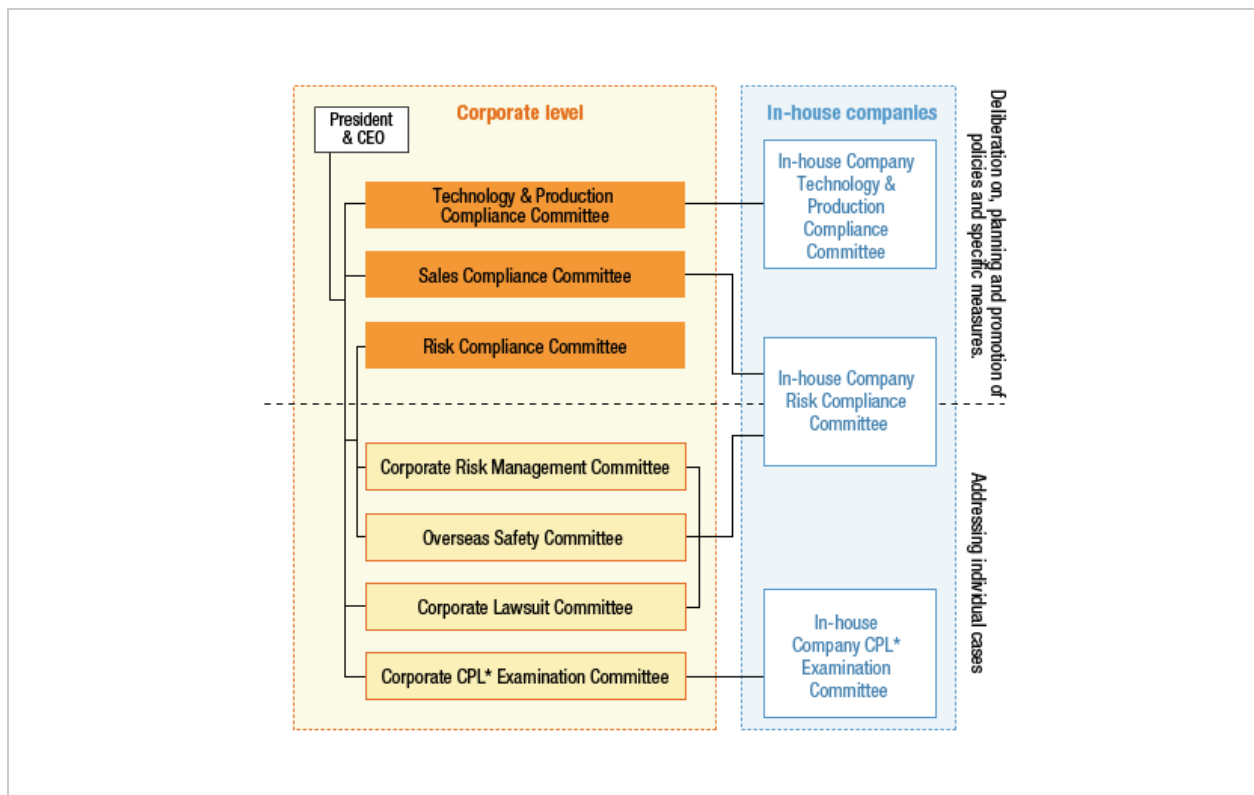 President
& CEO
Corporate level
Technology & Production
Compliance Committee
Sales Compliance Committee
Risk Compliance Committee
Corporate Risk Management Committee
Overseas Safety Committee
Corporate Lawsuit Committee
Corporate CPL* Examination Committee
In-house companies
In-house Company
Technology &
Production
Compliance
Committee
In-house Company
Risk Compliance
Committee
In-house
Company CPL*
Examination
Committee
Deliberation on, planning and promotion of
policies and specific measures.
Addressing individual cases